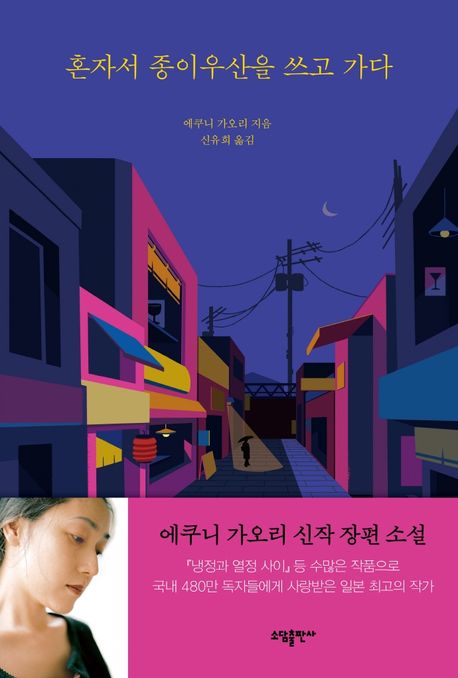 혼자서 종이우산을 쓰고 가다
에쿠니 가오리 지음
신유희 옮김
에쿠니 가오리 신작 장편 소설
『냉정과 열정 사이』 등 수많은 작품으로
국내 480만 독자들에게 사랑받은 일본 최고의 작가
소담출판사